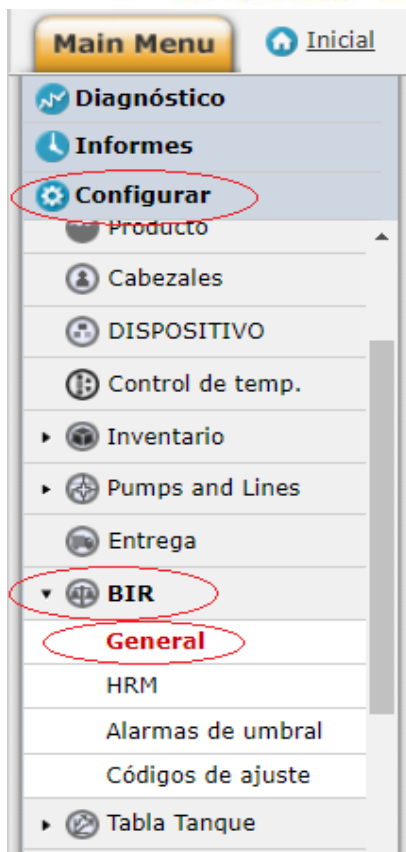 Main Menu Inicial
Diagnóstico
Informes
Configurar
Producto
Cabezales
DISPOSITIVO
Control de temp.
Inventario
Pumps and Lines
Entrega
BIR
General
HRM
Alarmas de umbral
Códigos de ajuste
Tabla Tanque